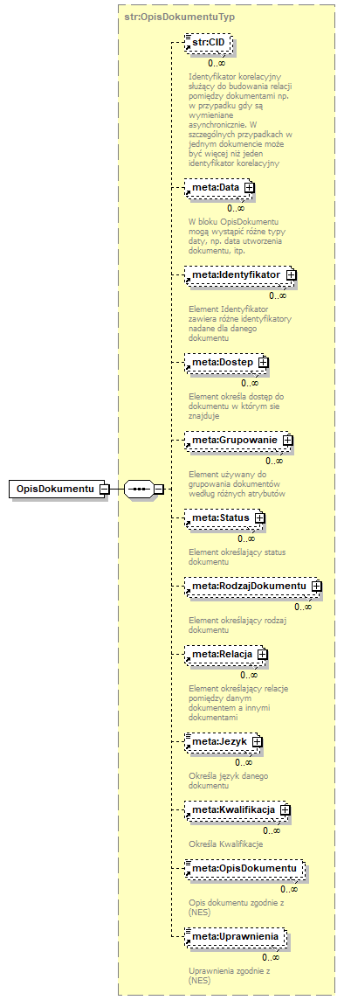 str:OpisDokumentuTyp
str:CID
0..∞
Identyfikator korelacyjny
służący do budowania relacji
pomiędzy dokumentami np.
w przypadku gdy są
wymieniane
asynchronicznie. W
szczególnych przypadkach w
jednym dokumencie może
być więcej niż jeden
identyfikator korelacyjny
meta:Data
0..∞
W bloku OpisDokumentu
mogą wystąpić różne typy
daty, np. data utworzenia
dokumentu, itp.
meta:Identyfikator
0..∞
Element Identyfikator
zawiera różne identyfikatory
nadane dla danego
dokumentu
meta:Dostep
0..∞
Element określa dostęp do
dokumentu w którym sie
znajduje
meta:Grupowanie
0..∞
Element używany do
grupowania dokumentów
według różnych atrybutów
OpisDokumentu
meta:Status
0..∞
Element określający status
dokumentu
meta:RodzajDokumentu
0..∞
Element określający rodzaj
dokumentu
meta:Relacja
0..∞
Element określający relacje
pomiędzy danym
dokumentem a innymi
dokumentami
meta:Jezyk
0..∞
Określa język danego
dokumentu
meta:Kwalifikacja
0..∞
Określa Kwalifikacje
meta:OpisDokumentu
0..∞
Opis dokumentu zgodnie z
(NES)
meta:Uprawnienia
0..∞
Uprawnienia zgodnie z
(NES)